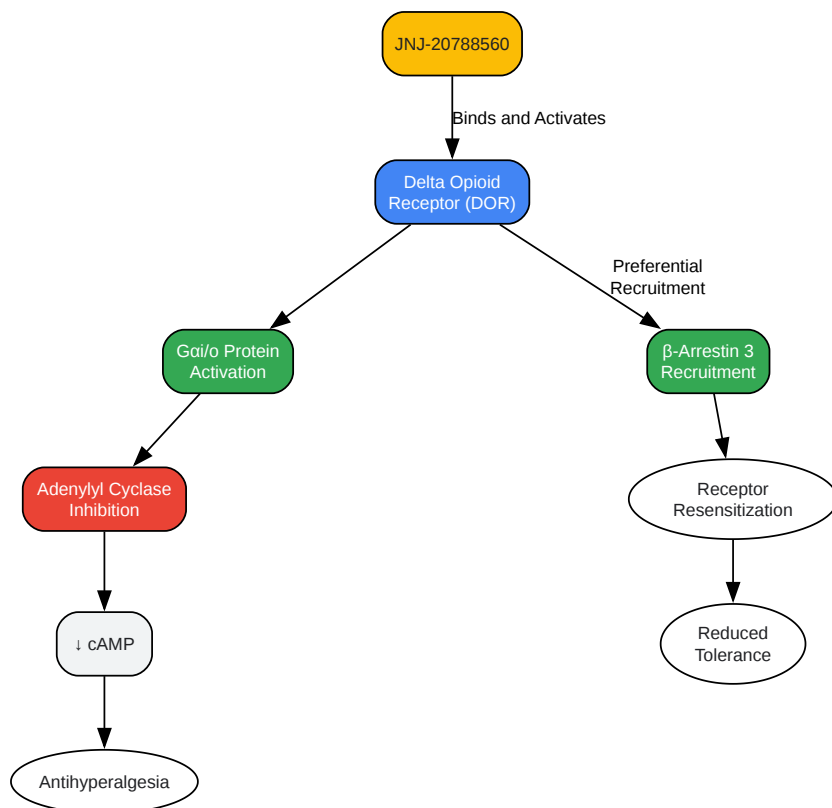 JNJ-20788560
Binds and Activates
Delta Opioid
Receptor (DOR)
Preferential
Recruitment
Gαi/o Protein
Activation
β-Arrestin 3
Recruitment
Adenylyl Cyclase
Inhibition
Receptor
Resensitization
↓ cAMP
Reduced
Tolerance
Antihyperalgesia